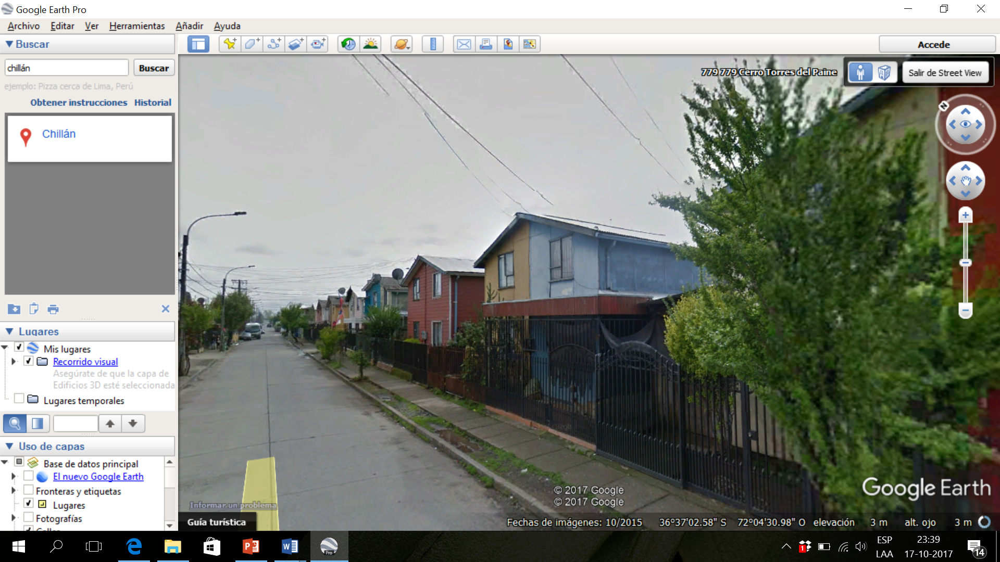 Google Earth Pro
Archivo Editar Ver Herramientas Añadir Ayuda
Buscar
chillán
Buscar
ejemplo: Pizza cerca de Lima, Perú
Obtener instrucciones Historial
Chillán
Lugares
Mis lugares
Recorrido visual
Asegúrate de que la capa de
Edificios 3D esté seleccionada
Lugares temporales
Uso de capas
Base de datos principal
El nuevo Google Earth
Fronteras y etiquetas
Lugares
Fotografías
Accede
779 779 Cerro Torres del Paine
Salir de Street View
N
Informar un problema
© 2017 Google
© 2017 Google
Google Earth
Guía turística
Fechas de imágenes: 10/2015 36°37'02.58" S 72°04'30.98" O elevación 3 m alt. ojo 3 m
ESP
LAA
23:39
17-10-2017
14
1
Pro